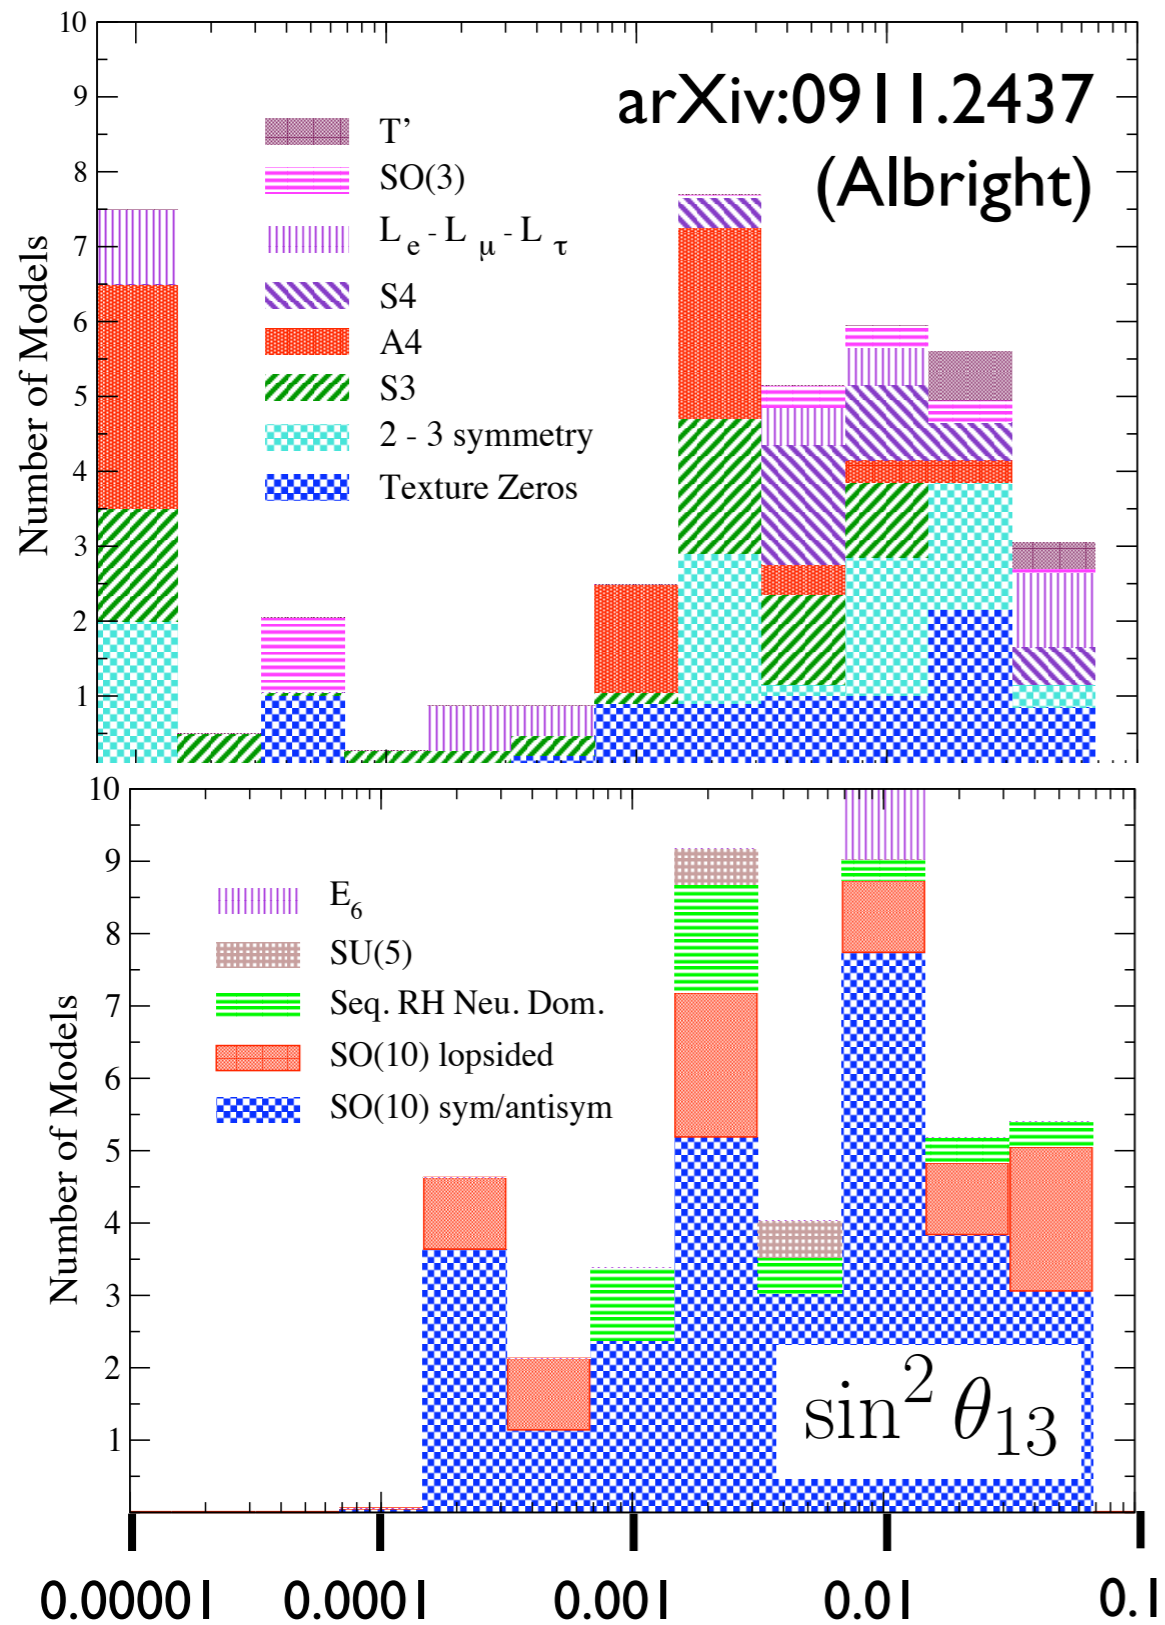 10
9
8
7
6
5
4
3
2
1
Number of Models
arXiv:0911.2437
(Albright)
T’
SO(3)
L e - L μ - L τ
S4
A4
S3
2 - 3 symmetry
Texture Zeros
10
9
8
7
6
5
4
3
2
1
Number of Models
E6
SU(5)
Seq. RH Neu. Dom.
SO(10) lopsided
SO(10) sym/antisym
sin² θ₁₃
0.00001 0.0001 0.001 0.01 0.1